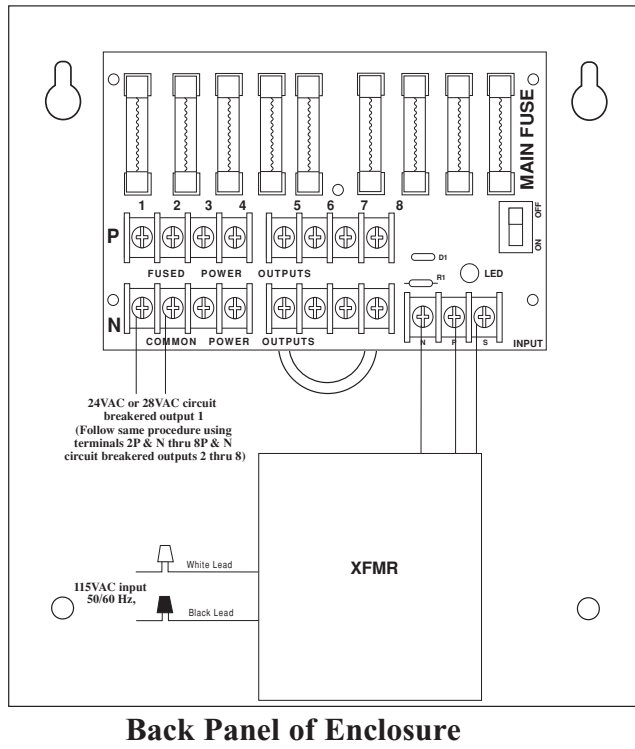 MAIN FUSE
OFF
ON
1 2 3 4 5 6 7 8
P
D1
FUSED POWER OUTPUTS
LED
R1
N
N P S
COMMON POWER OUTPUTS
INPUT
24VAC or 28VAC circuit
breakered output 1
(Follow same procedure using
terminals 2P & N thru 8P & N
circuit breakered outputs 2 thru 8)
XFMR
White Lead
115VAC input
50/60 Hz,
Black Lead
Back Panel of Enclosure